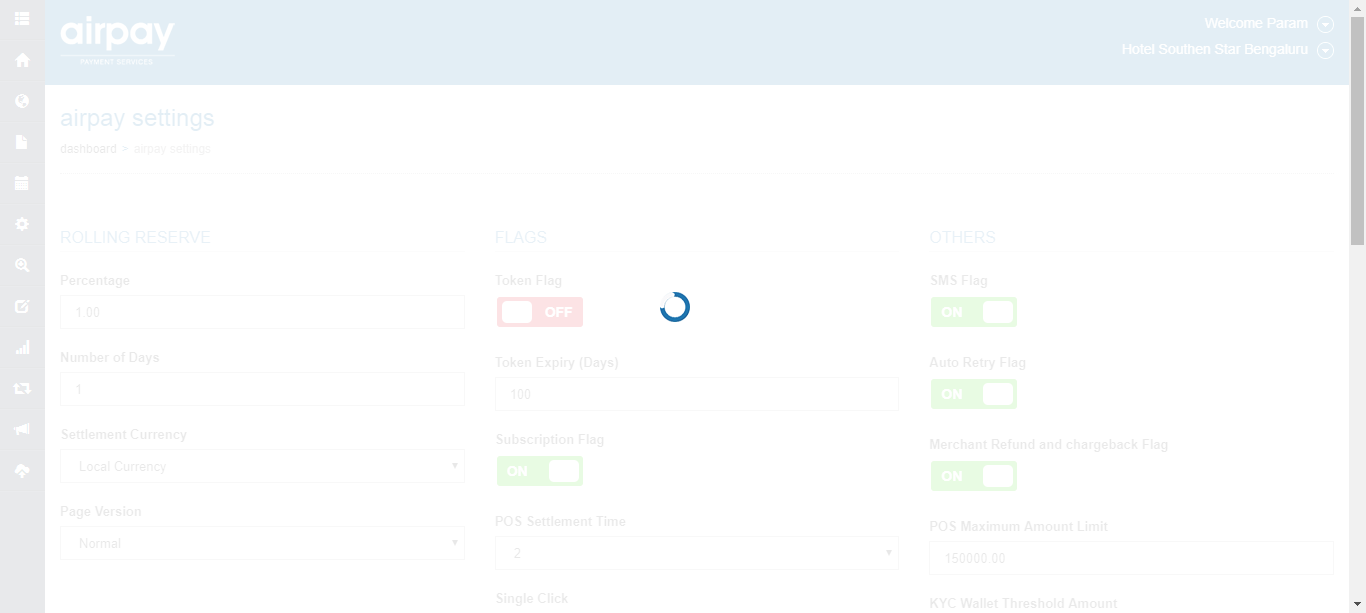 airpay
PAYMENT SERVICES
Welcome Param
Hotel Southen Star Bengaluru
airpay settings
dashboard > airpay settings
ROLLING RESERVE
Percentage
1.00
Number of Days
1
Settlement Currency
Local Currency
Page Version
Normal
FLAGS
Token Flag
OFF
Token Expiry (Days)
100
Subscription Flag
ON
POS Settlement Time
2
Single Click
OTHERS
SMS Flag
ON
Auto Retry Flag
ON
Merchant Refund and chargeback Flag
ON
POS Maximum Amount Limit
150000.00
KYC Wallet Threshold Amount